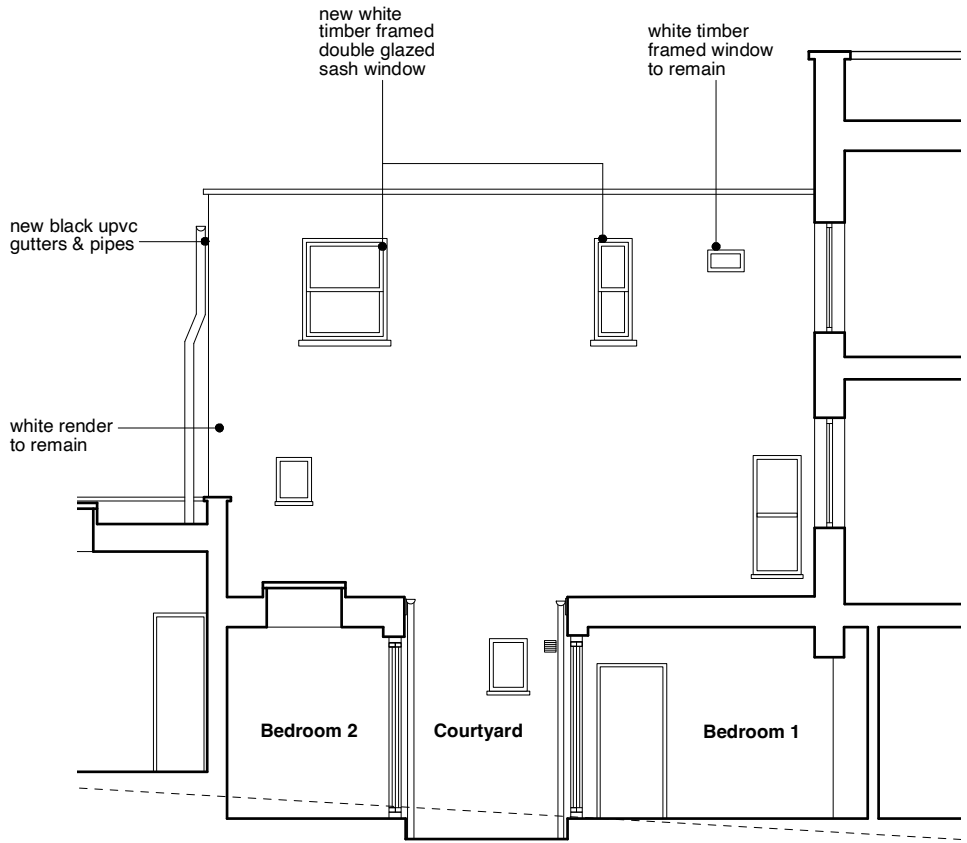 new white
timber framed
double glazed
sash window
white timber
framed window
to remain
new black upvc
gutters & pipes
white render
to remain
Bedroom 2
Courtyard
Bedroom 1